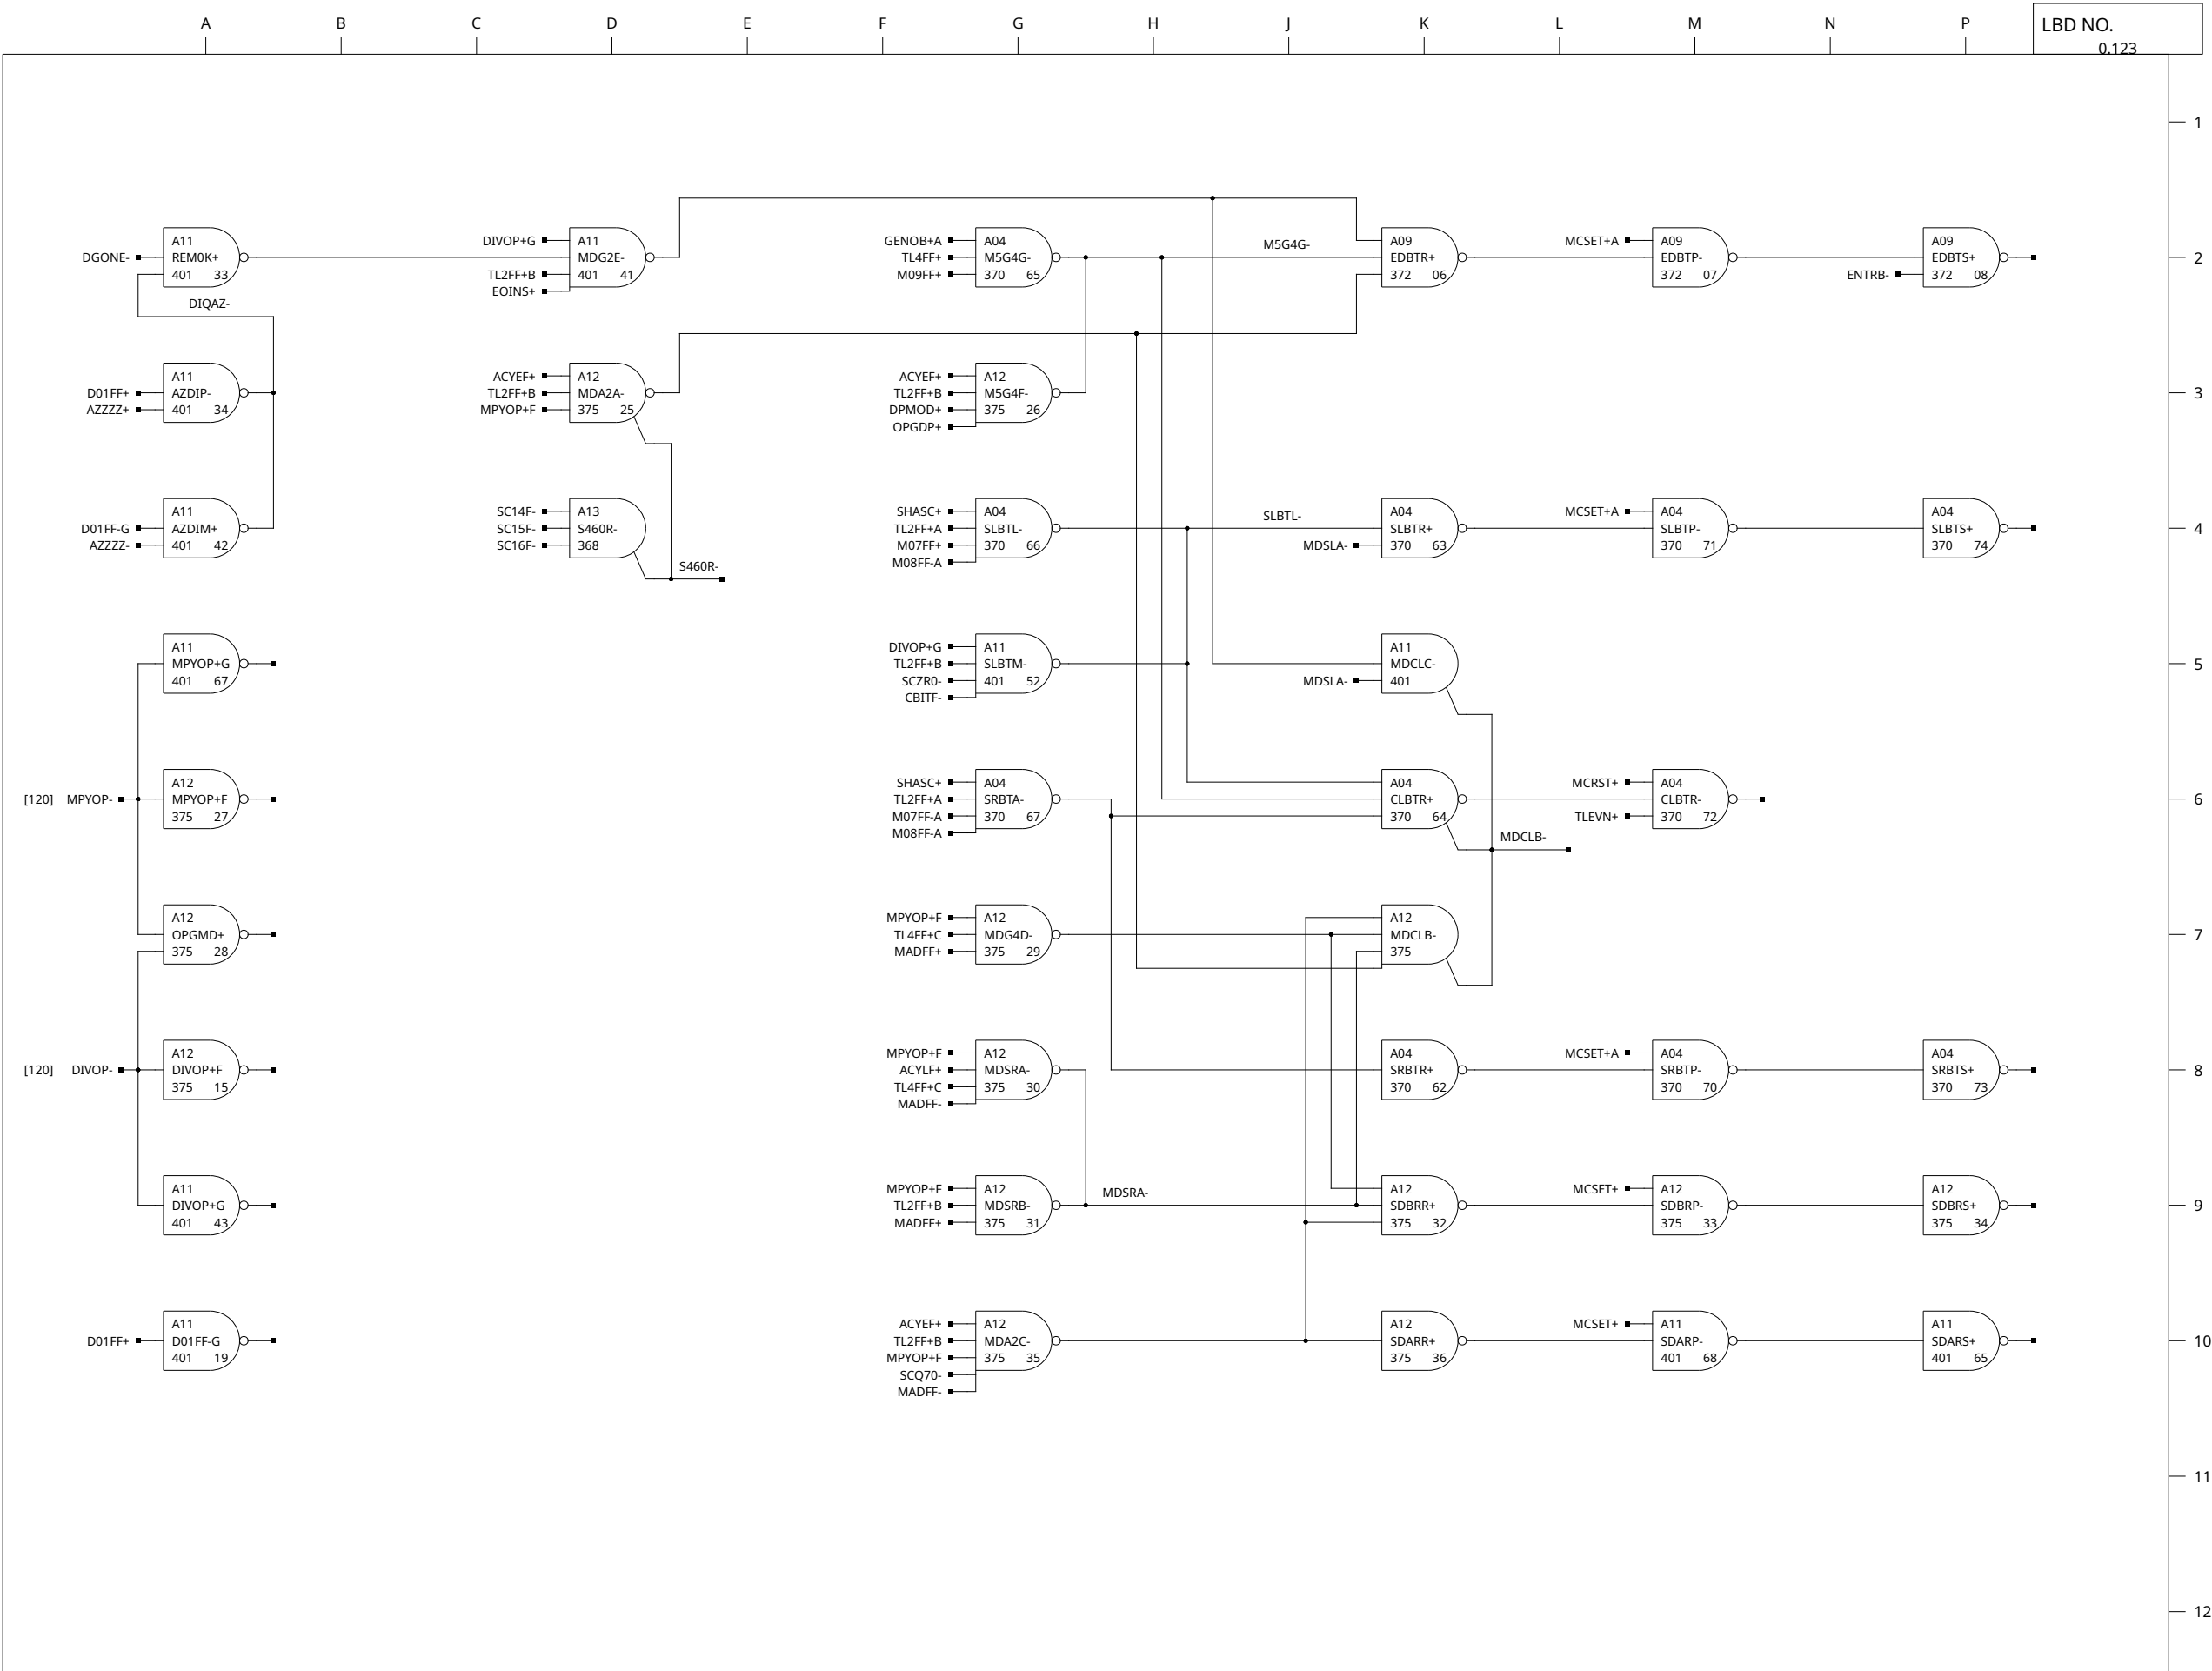 A B C D E F G H J K L M N P
LBD NO.
0.123
1
2
3
4
5
6
7
8
9
10
11
12
DGONE-
A11
REM0K+
401 33
DIQAZ-
D01FF+
AZZZZ+
A11
AZDIP-
401 34
D01FF-G
AZZZZ-
A11
AZDIM+
401 42
A11
MPYOP+G
401 67
[120] MPYOP-
A12
MPYOP+F
375 27
A12
OPGMD+
375 28
[120] DIVOP-
A12
DIVOP+F
375 15
A11
DIVOP+G
401 43
D01FF+
A11
D01FF-G
401 19
DIVOP+G
TL2FF+B
EOINS+
A11
MDG2E-
401 41
ACYEF+
TL2FF+B
MPYOP+F
A12
MDA2A-
375 25
SC14F-
SC15F-
SC16F-
A13
S460R-
368
S460R-
GENOB+A
TL4FF+
M09FF+
A04
M5G4G-
370 65
M5G4G-
ACYEF+
TL2FF+B
DPMOD+
OPGDP+
A12
M5G4F-
375 26
SHASC+
TL2FF+A
M07FF+
M08FF-A
A04
SLBTL-
370 66
SLBTL-
DIVOP+G
TL2FF+B
SCZR0-
CBITF-
A11
SLBTM-
401 52
SHASC+
TL2FF+A
M07FF-A
M08FF-A
A04
SRBTA-
370 67
MPYOP+F
TL4FF+C
MADFF+
A12
MDG4D-
375 29
MPYOP+F
ACYLF+
TL4FF+C
MADFF-
A12
MDSRA-
375 30
MPYOP+F
TL2FF+B
MADFF+
A12
MDSRB-
375 31
MDSRA-
ACYEF+
TL2FF+B
MPYOP+F
SCQ70-
MADFF-
A12
MDA2C-
375 35
A09
EDBTR+
372 06
MDSLA-
A04
SLBTR+
370 63
MDSLA-
A11
MDCLC-
401
A04
CLBTR+
370 64
MDCLB-
A12
MDCLB-
375
A04
SRBTR+
370 62
A12
SDBRR+
375 32
A12
SDARR+
375 36
MCSET+A
A09
EDBTP-
372 07
MCSET+A
A04
SLBTP-
370 71
MCRST+
TLEVN+
A04
CLBTR-
370 72
MCSET+A
A04
SRBTP-
370 70
MCSET+
A12
SDBRP-
375 33
MCSET+
A11
SDARP-
401 68
ENTRB-
A09
EDBTS+
372 08
A04
SLBTS+
370 74
A04
SRBTS+
370 73
A12
SDBRS+
375 34
A11
SDARS+
401 65